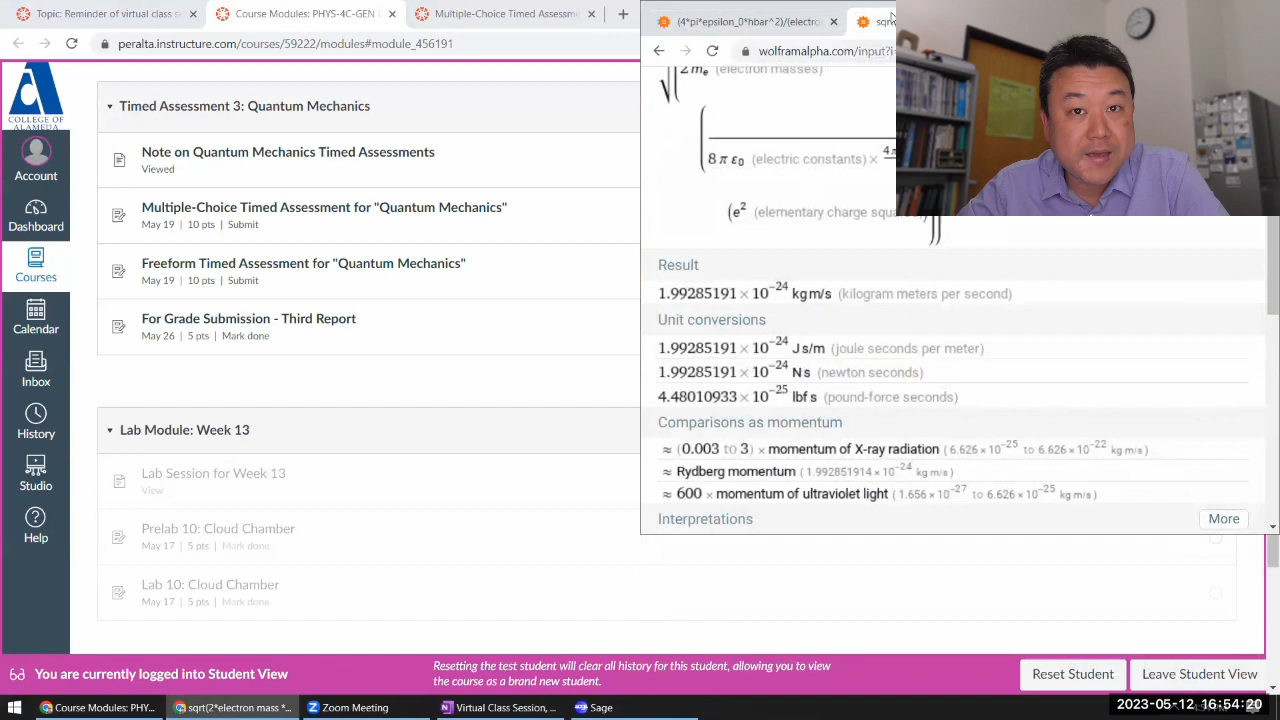 Reminder of virtual class se
Course Modules: PHYS-4C-GEN
Multiple-Choice Timed Assessmen
peralta.instructure.com/courses/59222/modules#module_456191
COLLEGE OF
ALAMEDA
Account
Dashboard
Courses
Calendar
Inbox
History
Studio
Help
Timed Assessment 3: Quantum Mechanics
Note on Quantum Mechanics Timed Assessments
Viewed
Multiple-Choice Timed Assessment for "Quantum Mechanics"
May 19 | 10 pts | Submit
Freeform Timed Assessment for "Quantum Mechanics"
May 19 | 10 pts | Submit
For Grade Submission - Third Report
May 26 | 5 pts | Mark done
Lab Module: Week 13
Lab Session for Week 13
View
Prelab 10: Cloud Chamber
May 17 | 5 pts | Mark done
Lab 10: Cloud Chamber
May 17 | 5 pts | Mark done
(4*pi*epsilon_0*hbar^2)/(electro
sqr
wolframalpha.com/input?i=
√(2 mₑ (electron masses)
8 π ε₀ (electric constants) × 4π
(e² (elementary charge squa
Result
1.99285191 × 10⁻²⁴ kg m/s (kilogram meters per second)
Unit conversions
1.99285191 × 10⁻²⁴ J s/m (joule seconds per meter)
1.99285191 × 10⁻²⁴ N s (newton seconds)
4.48010933 × 10⁻²⁵ lbf s (pound-force seconds)
Comparisons as momentum
≈ (0.003 to 3) × momentum of X-ray radiation (6.626 × 10⁻²⁵ to 6.626 × 10⁻²² kg m/s)
≈ Rydberg momentum (1.992851914 × 10⁻²⁴ kg m/s)
≈ 600 × momentum of ultraviolet light (1.656 × 10⁻²⁷ to 6.626 × 10⁻²⁵ kg m/s)
Interpretations
More
You are currently logged into Student View
Resetting the test student will clear all history for this student, allowing you to view
the course as a brand new student.
Reset Student
Leave Student View
Course Modules: PHY...
sqrt(2*electron mass *...
Zoom Meeting
Virtual Class Session, ...
Sage
2023-05-12 16:54:20